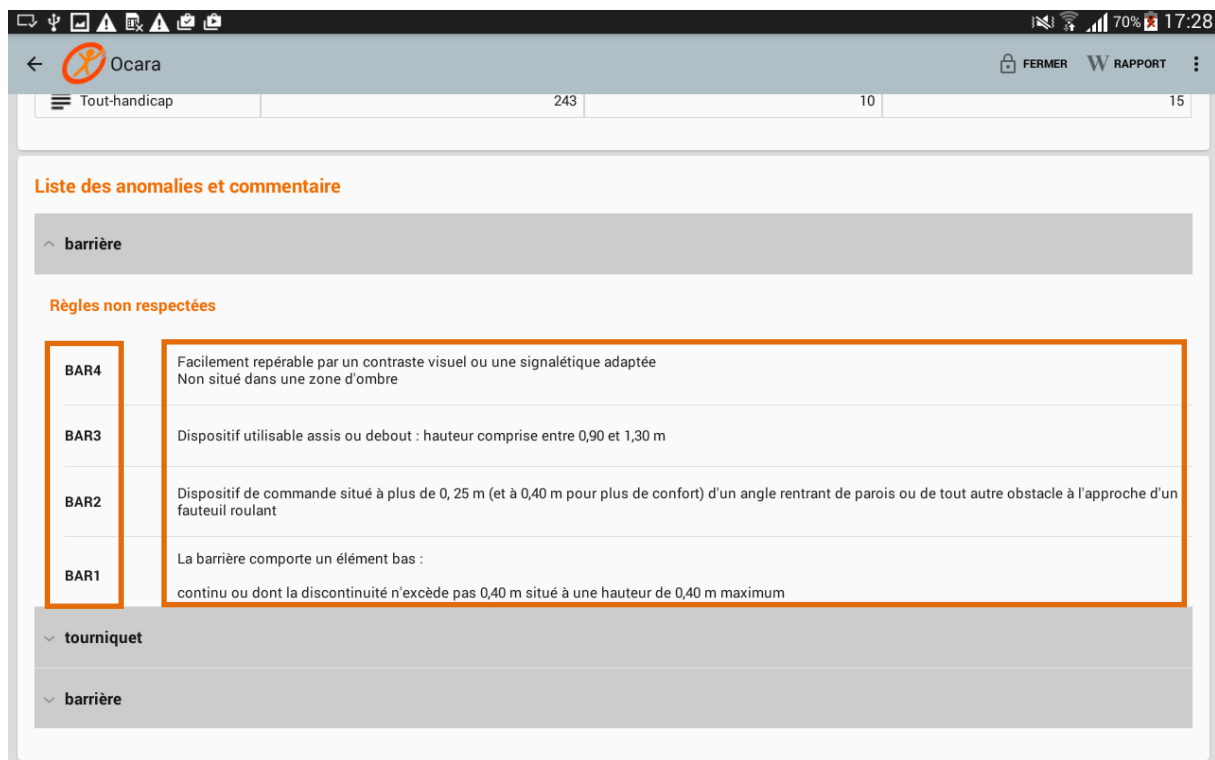 70% 17:28
Ocara
FERMER
RAPPORT
Tout-handicap 243 10 15
Liste des anomalies et commentaire
barrière
Règles non respectées
BAR4
Facilement repérable par un contraste visuel ou une signalétique adaptée
Non situé dans une zone d'ombre
BAR3
Dispositif utilisable assis ou debout : hauteur comprise entre 0,90 et 1,30 m
BAR2
Dispositif de commande situé à plus de 0, 25 m (et à 0,40 m pour plus de confort) d'un angle rentrant de parois ou de tout autre obstacle à l'approche d'un
fauteuil roulant
BAR1
La barrière comporte un élément bas :
continu ou dont la discontinuité n'excède pas 0,40 m situé à une hauteur de 0,40 m maximum
tourniquet
barrière